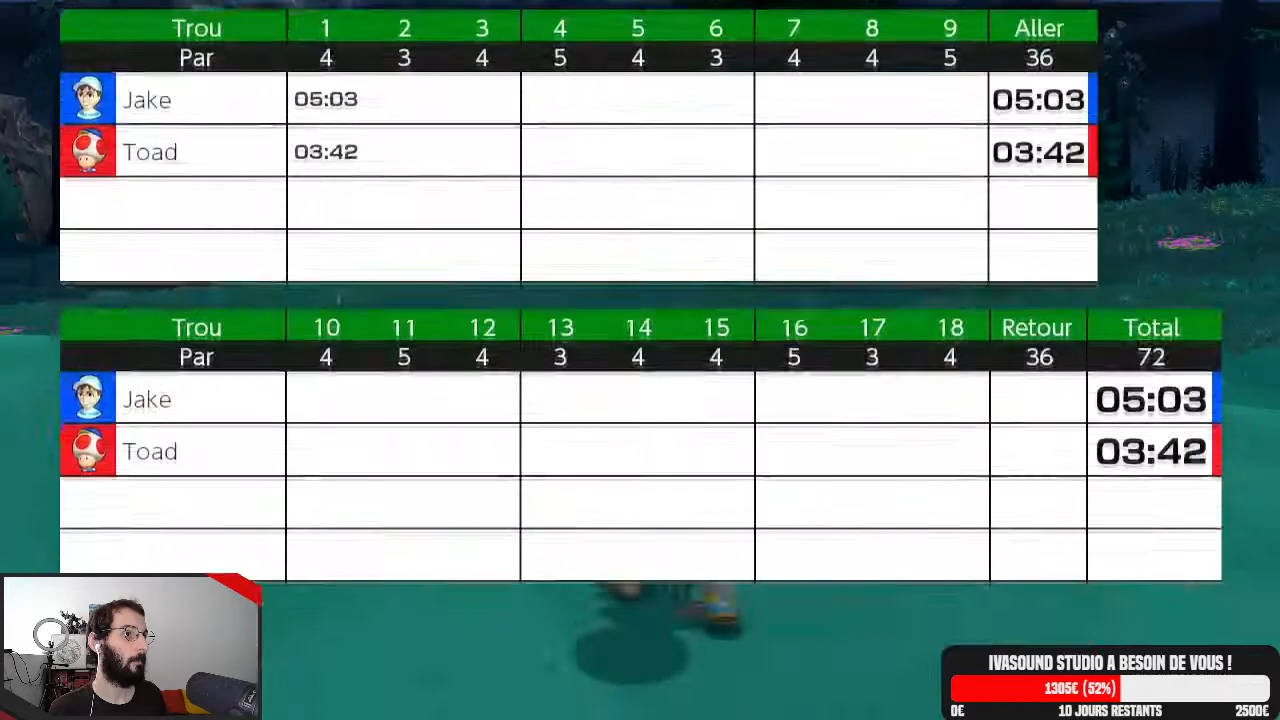 Trou 1 2 3 4 5 6 7 8 9 Aller
Par 4 3 4 5 4 3 4 4 5 36
Jake 05:03 05:03
Toad 03:42 03:42
Trou 10 11 12 13 14 15 16 17 18 Retour Total
Par 4 5 4 3 4 4 5 3 4 36 72
Jake 05:03
Toad 03:42
IVASOUND STUDIO A BESOIN DE VOUS !
1305€ (52%)
0€ 10 JOURS RESTANTS 2500€